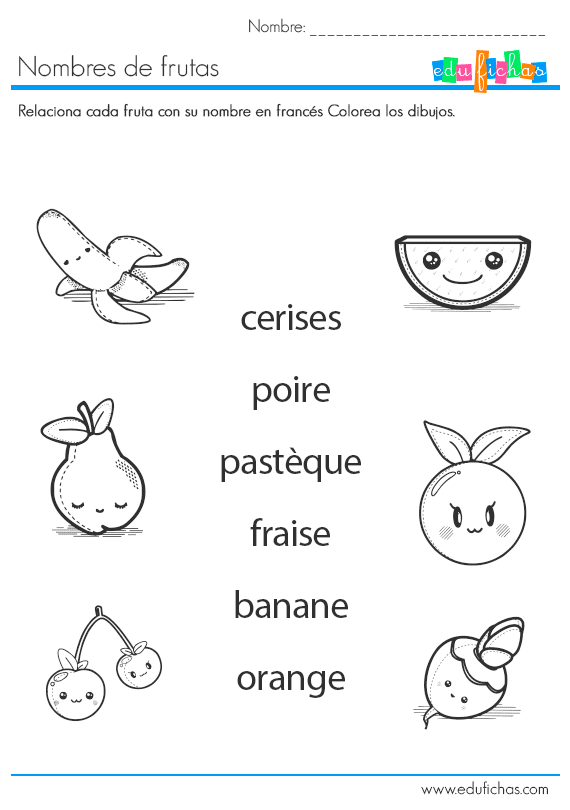 Nombre: ___________________________
Nombres de frutas
edufichas
Relaciona cada fruta con su nombre en francés Colorea los dibujos.
cerises
poire
pastèque
fraise
banane
orange
www.edufichas.com